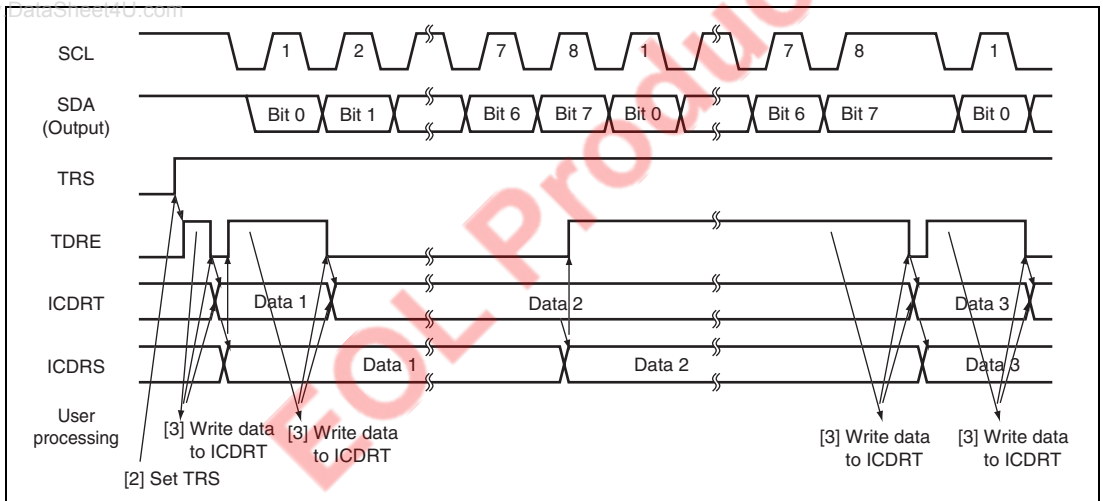 DataSheet4U.com
SCL 1 2 7 8 1 7 8 1
SDA
(Output) Bit 0 Bit 1 Bit 6 Bit 7 Bit 0 Bit 6 Bit 7 Bit 0
TRS
TDRE
ICDRT Data 1 Data 2 Data 3
ICDRS Data 1 Data 2 Data 3
User
processing
[3] Write data
to ICDRT
[3] Write data
to ICDRT
[3] Write data
to ICDRT
[3] Write data
to ICDRT
[2] Set TRS
EOL Produc